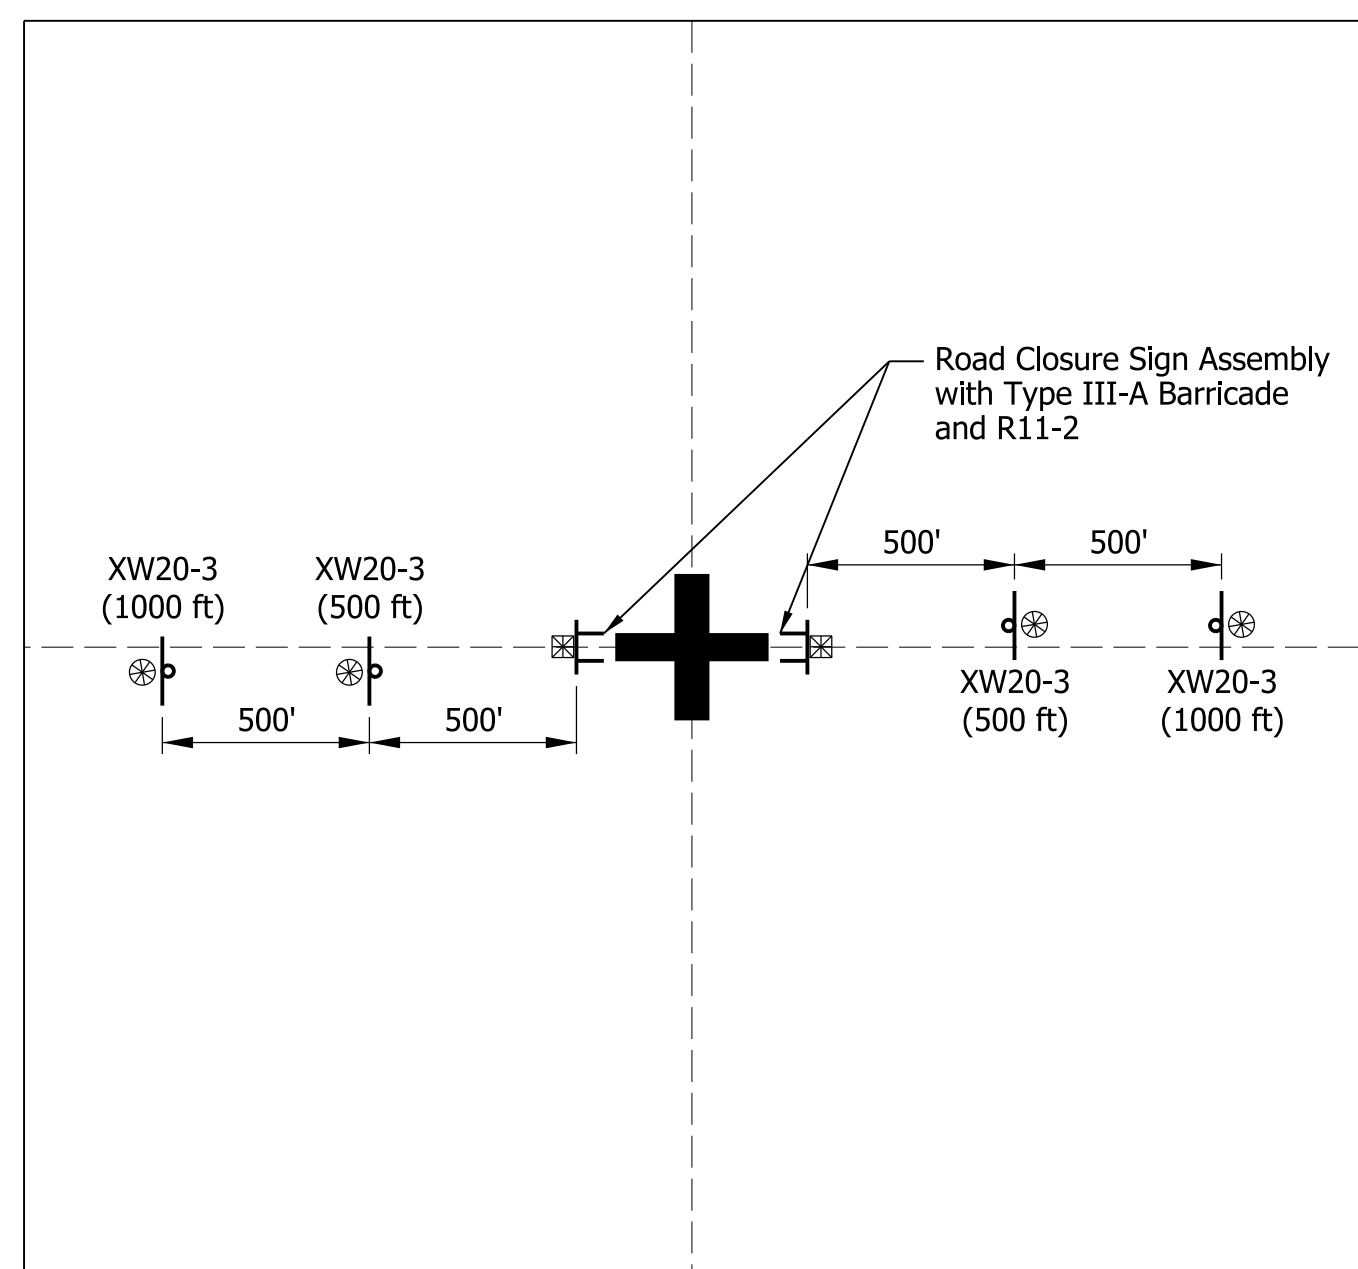 Road Closure Sign Assembly
with Type III-A Barricade
and R11-2
500'
500'
XW20-3
(1000 ft)
XW20-3
(500 ft)
XW20-3
(500 ft)
XW20-3
(1000 ft)
500'
500'